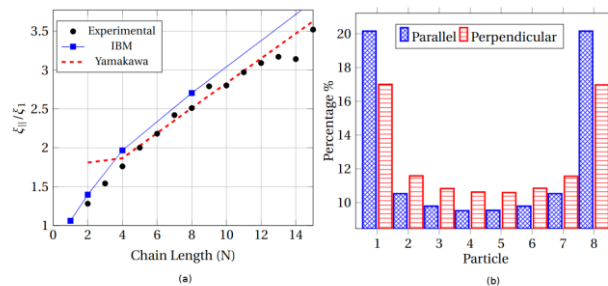 Experimental
IBM
Yamakawa
3.5
3
2.5
2
1.5
1
0 2 4 6 8 10 12 14
ξ||/ξ1
Chain Length (N)
(a)
Parallel Perpendicular
20
18
16
14
12
10
Percentage %
1 2 3 4 5 6 7 8
Particle
(b)